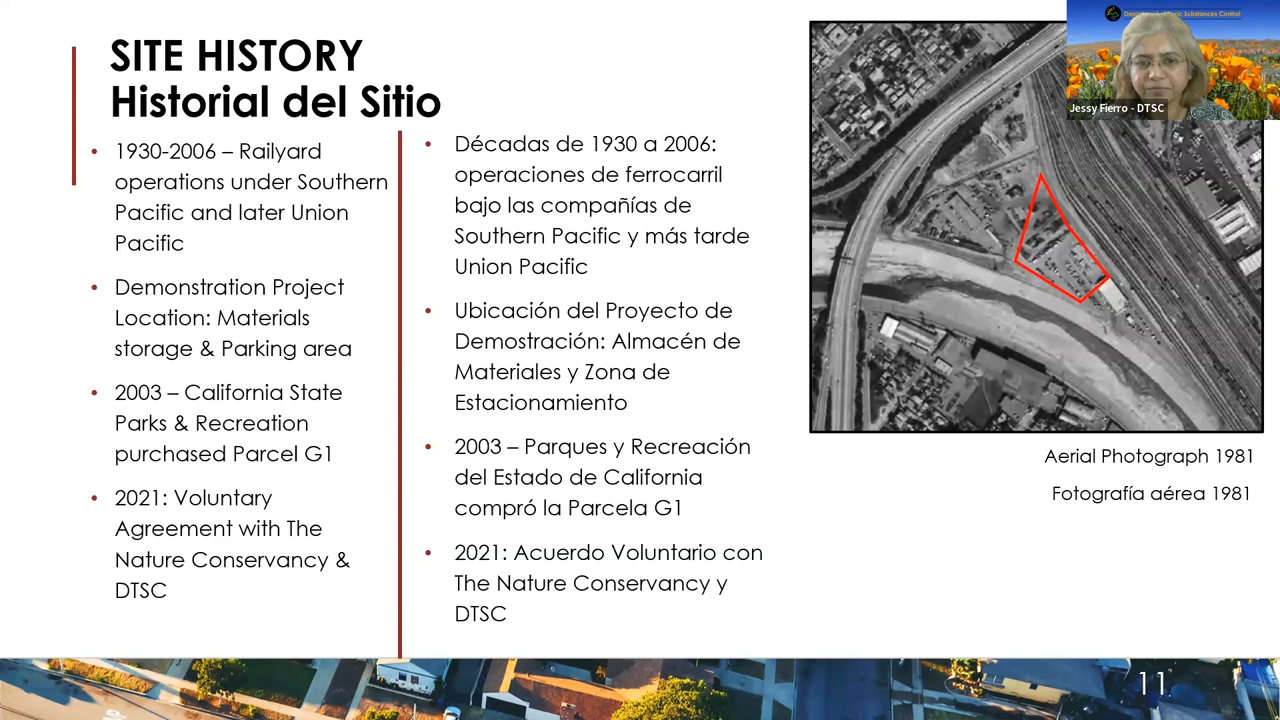 SITE HISTORY
Historial del Sitio
• 1930-2006 – Railyard
operations under Southern
Pacific and later Union
Pacific
• Demonstration Project
Location: Materials
storage & Parking area
• 2003 – California State
Parks & Recreation
purchased Parcel G1
• 2021: Voluntary
Agreement with The
Nature Conservancy &
DTSC
• Décadas de 1930 a 2006:
operaciones de ferrocarril
bajo las compañías de
Southern Pacific y más tarde
Union Pacific
• Ubicación del Proyecto de
Demostración: Almacén de
Materiales y Zona de
Estacionamiento
• 2003 – Parques y Recreación
del Estado de California
compró la Parcela G1
• 2021: Acuerdo Voluntario con
The Nature Conservancy y
DTSC
Department of Toxic Substances Control
Jessy Fierro - DTSC
Aerial Photograph 1981
Fotografía aérea 1981
11